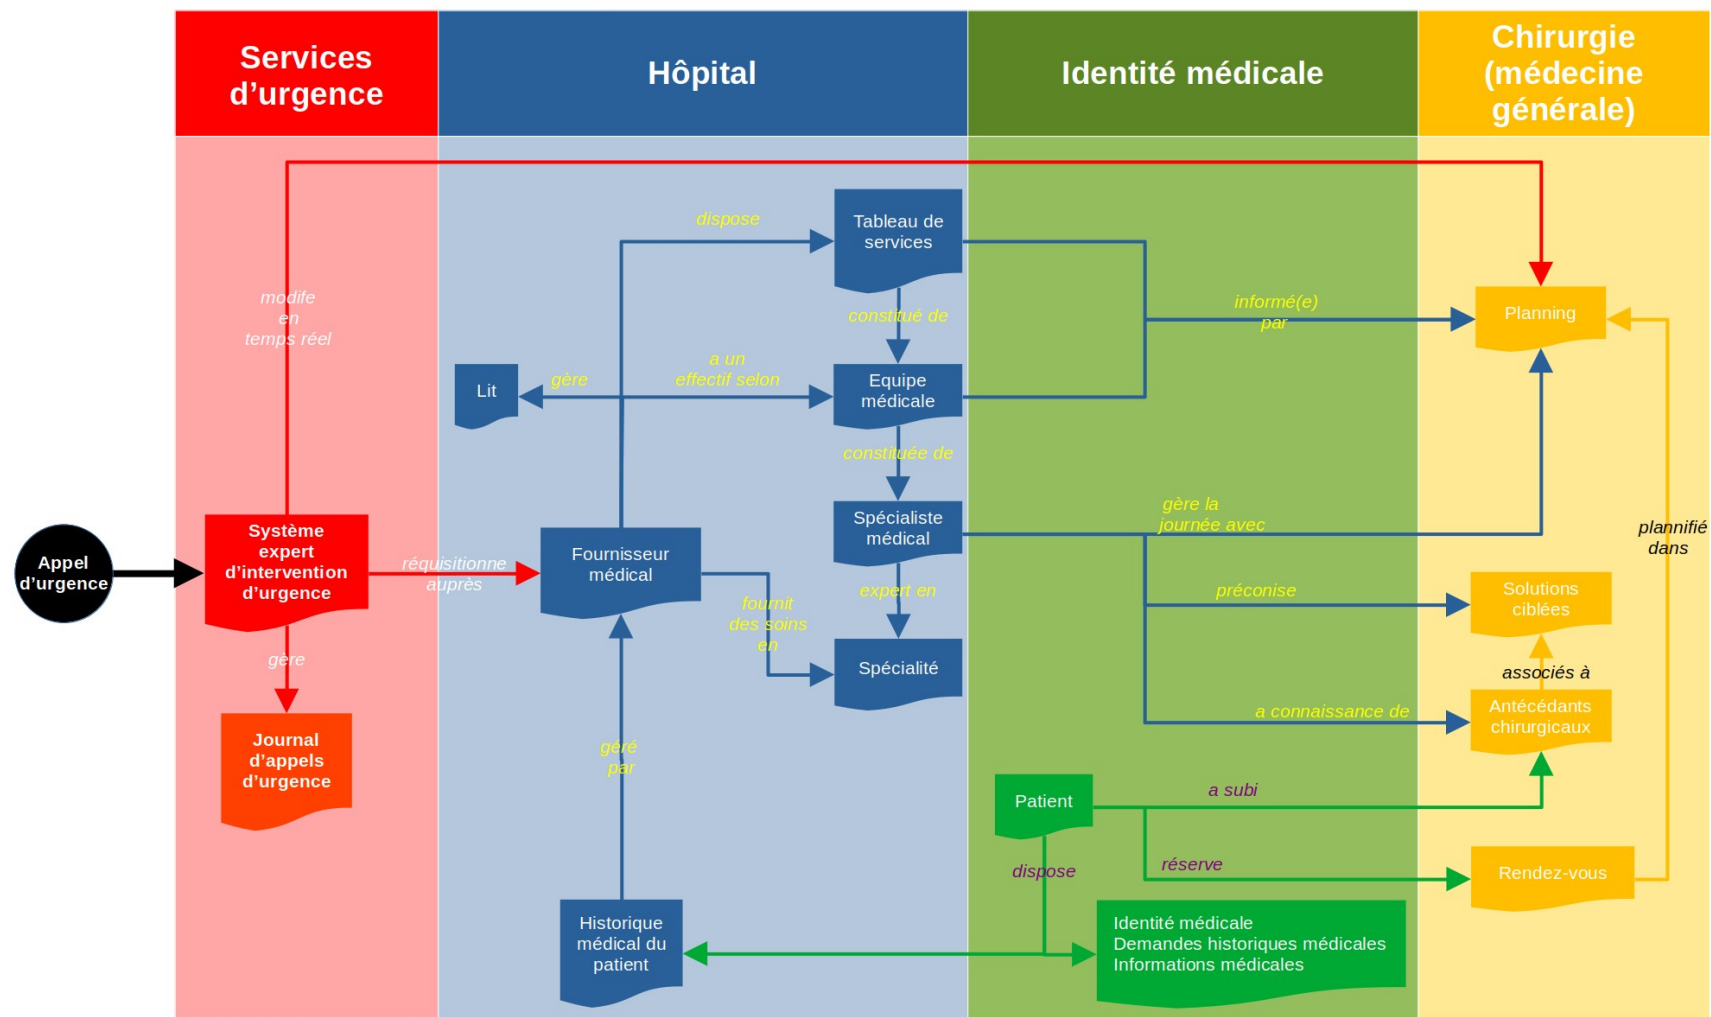 Services
d’urgence
Hôpital
Identité médicale
Chirurgie
(médecine
générale)
modife
en
temps réel
dispose
Tableau de
services
constitué de
informé(e)
par
Planning
Lit
gère
a un
effectif selon
Equipe
médicale
constituée de
Appel
d’urgence
Système
expert
d’intervention
d’urgence
réquisitionne
auprès
Fournisseur
médical
Spécialiste
médical
gère la
journée avec
plannifié
dans
fournit
des soins
en
expert en
préconise
Solutions
ciblées
gère
Spécialité
associés à
Journal
d’appels
d’urgence
géré
par
a connaissance de
Antécédants
chirurgicaux
Patient
a subi
dispose
réserve
Rendez-vous
Historique
médical du
patient
Identité médicale
Demandes historiques médicales
Informations médicales